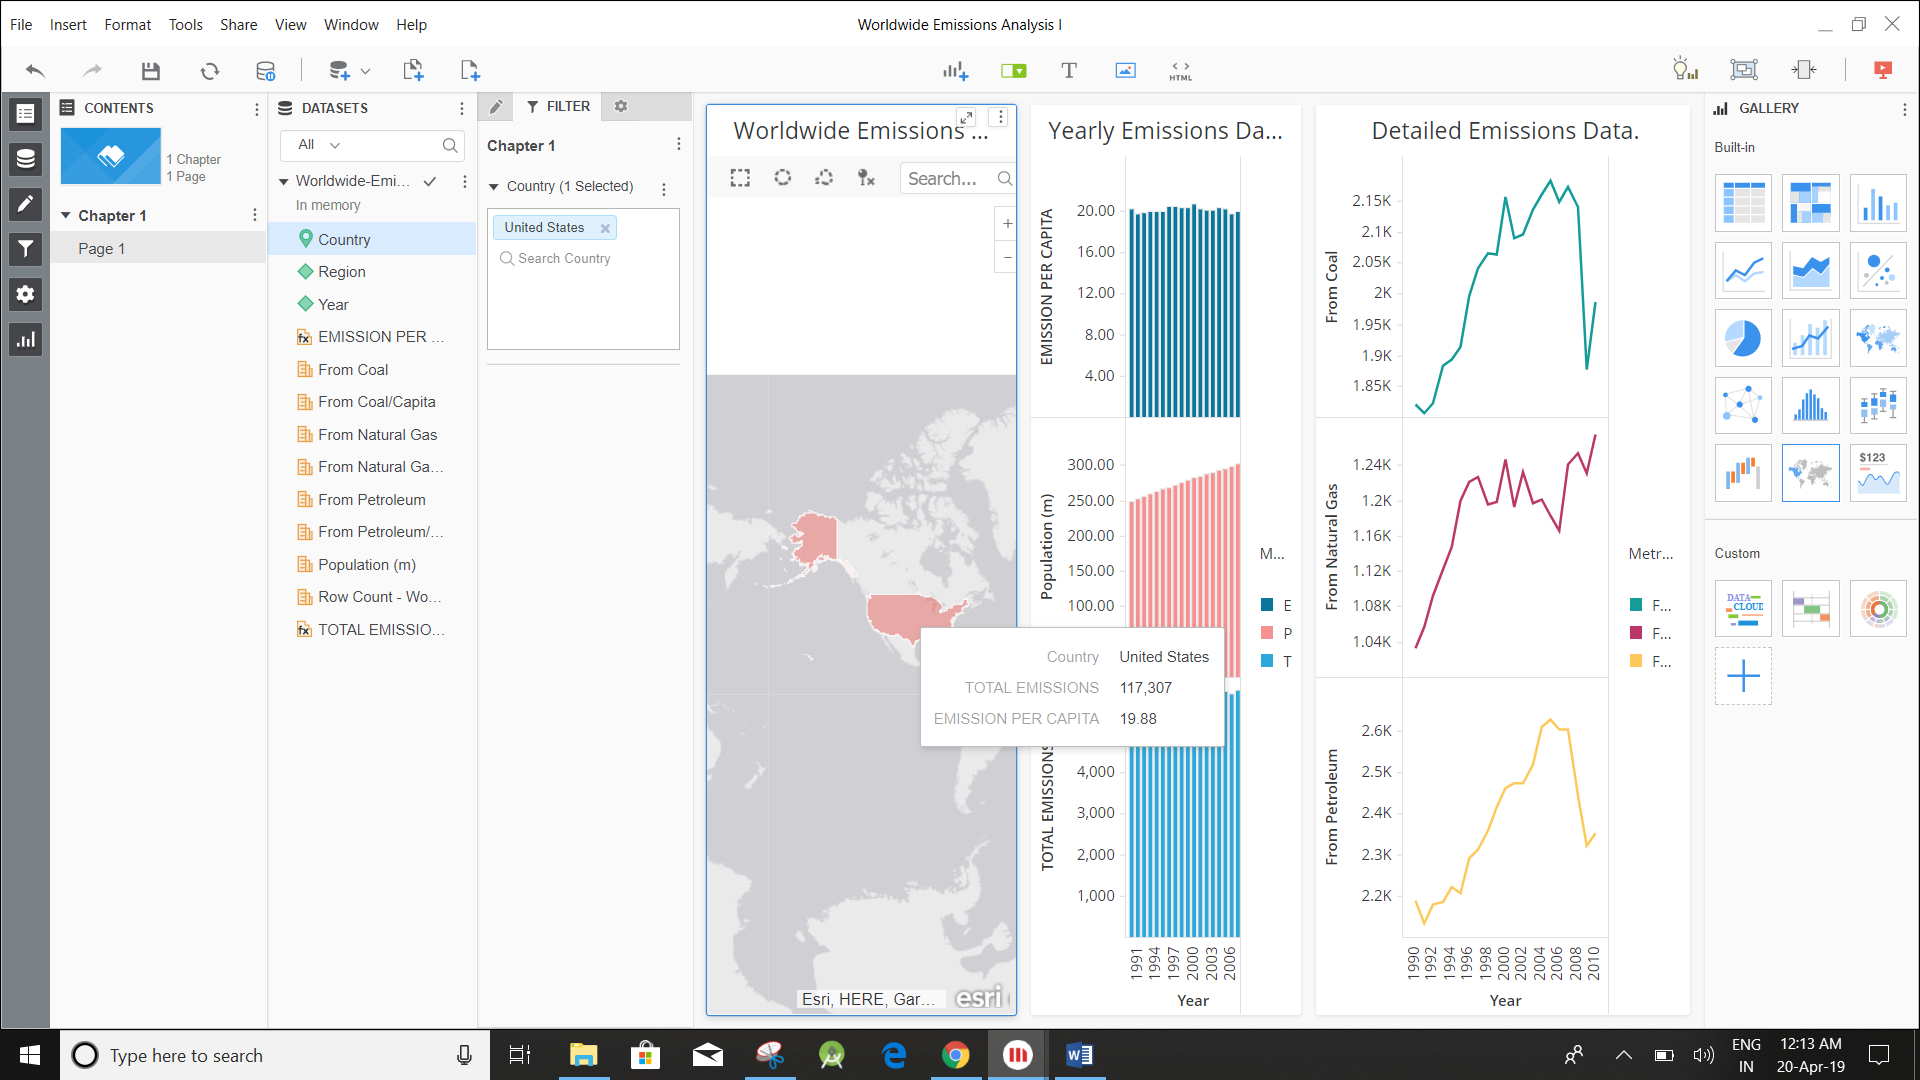 File Insert Format Tools Share View Window Help
Worldwide Emissions Analysis I
HTML
CONTENTS
1 Chapter
1 Page
Chapter 1
Page 1
DATASETS
All
Worldwide-Emi...
In memory
Country
Region
Year
EMISSION PER ...
From Coal
From Coal/Capita
From Natural Gas
From Natural Ga...
From Petroleum
From Petroleum/...
Population (m)
Row Count - Wo...
TOTAL EMISSIO...
FILTER
Chapter 1
Country (1 Selected)
United States
Search Country
Worldwide Emissions ...
Search...
+
−
Country United States
TOTAL EMISSIONS 117,307
EMISSION PER CAPITA 19.88
Esri, HERE, Gar...
esri
Yearly Emissions Da...
EMISSION PER CAPITA
20.00
16.00
12.00
8.00
4.00
Population (m)
300.00
250.00
200.00
150.00
100.00
TOTAL EMISSIONS
4,000
3,000
2,000
1,000
1991 1994 1997 2000 2003 2006
Year
M...
E
P
T
Detailed Emissions Data.
From Coal
2.15K
2.1K
2.05K
2K
1.95K
1.9K
1.85K
From Natural Gas
1.24K
1.2K
1.16K
1.12K
1.08K
1.04K
From Petroleum
2.6K
2.5K
2.4K
2.3K
2.2K
1990 1992 1994 1996 1998 2000 2002 2004 2006 2008 2010
Year
Metr...
F...
F...
F...
GALLERY
Built-in
$123
Custom
DATA
CLOUD
Type here to search
ENG
IN
12:13 AM
20-Apr-19